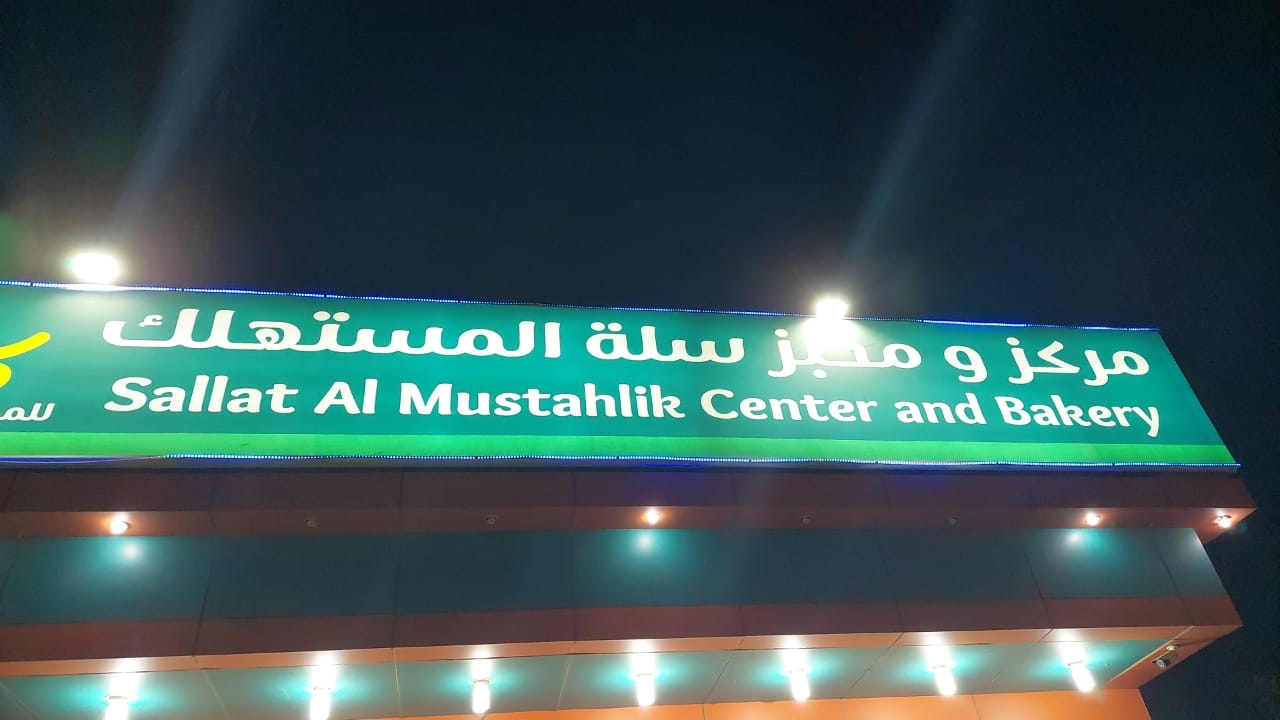 مركز و مخبز سلة المستهلك
Sallat Al Mustahlik Center and Bakery